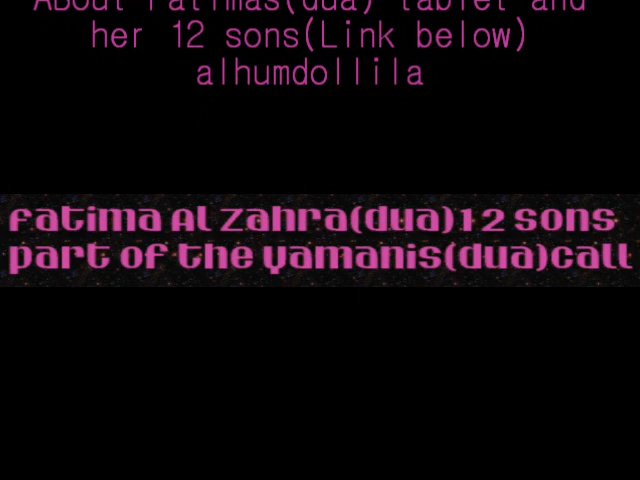 About Fatimas(dua) tablet and
her 12 sons(Link below)
alhumdollila
Fatima Al Zahra(dua)12 sons
part of the yamanis(dua)call